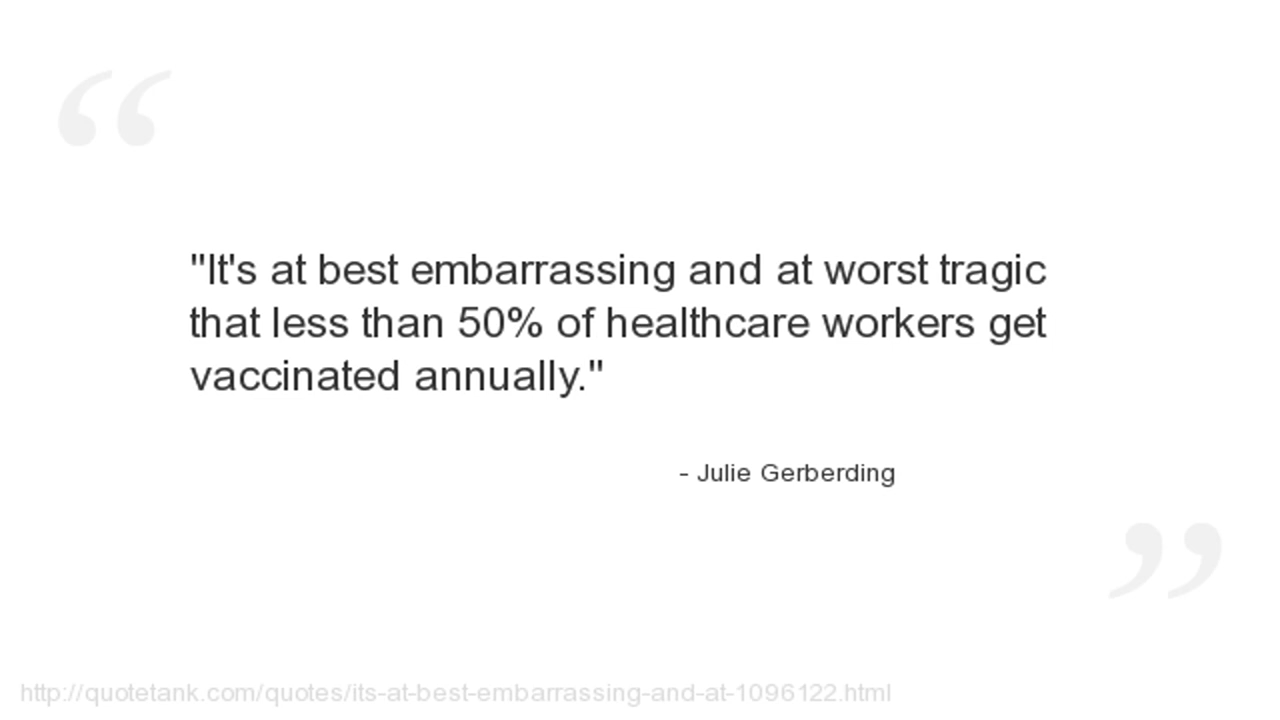 “
"It's at best embarrassing and at worst tragic
that less than 50% of healthcare workers get
vaccinated annually."
- Julie Gerberding
”
http://quotetank.com/quotes/its-at-best-embarrassing-and-at-1096122.html